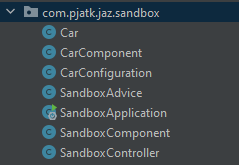 com.pjatk.jaz.sandbox
Car
CarComponent
CarConfiguration
SandboxAdvice
SandboxApplication
SandboxComponent
SandboxController